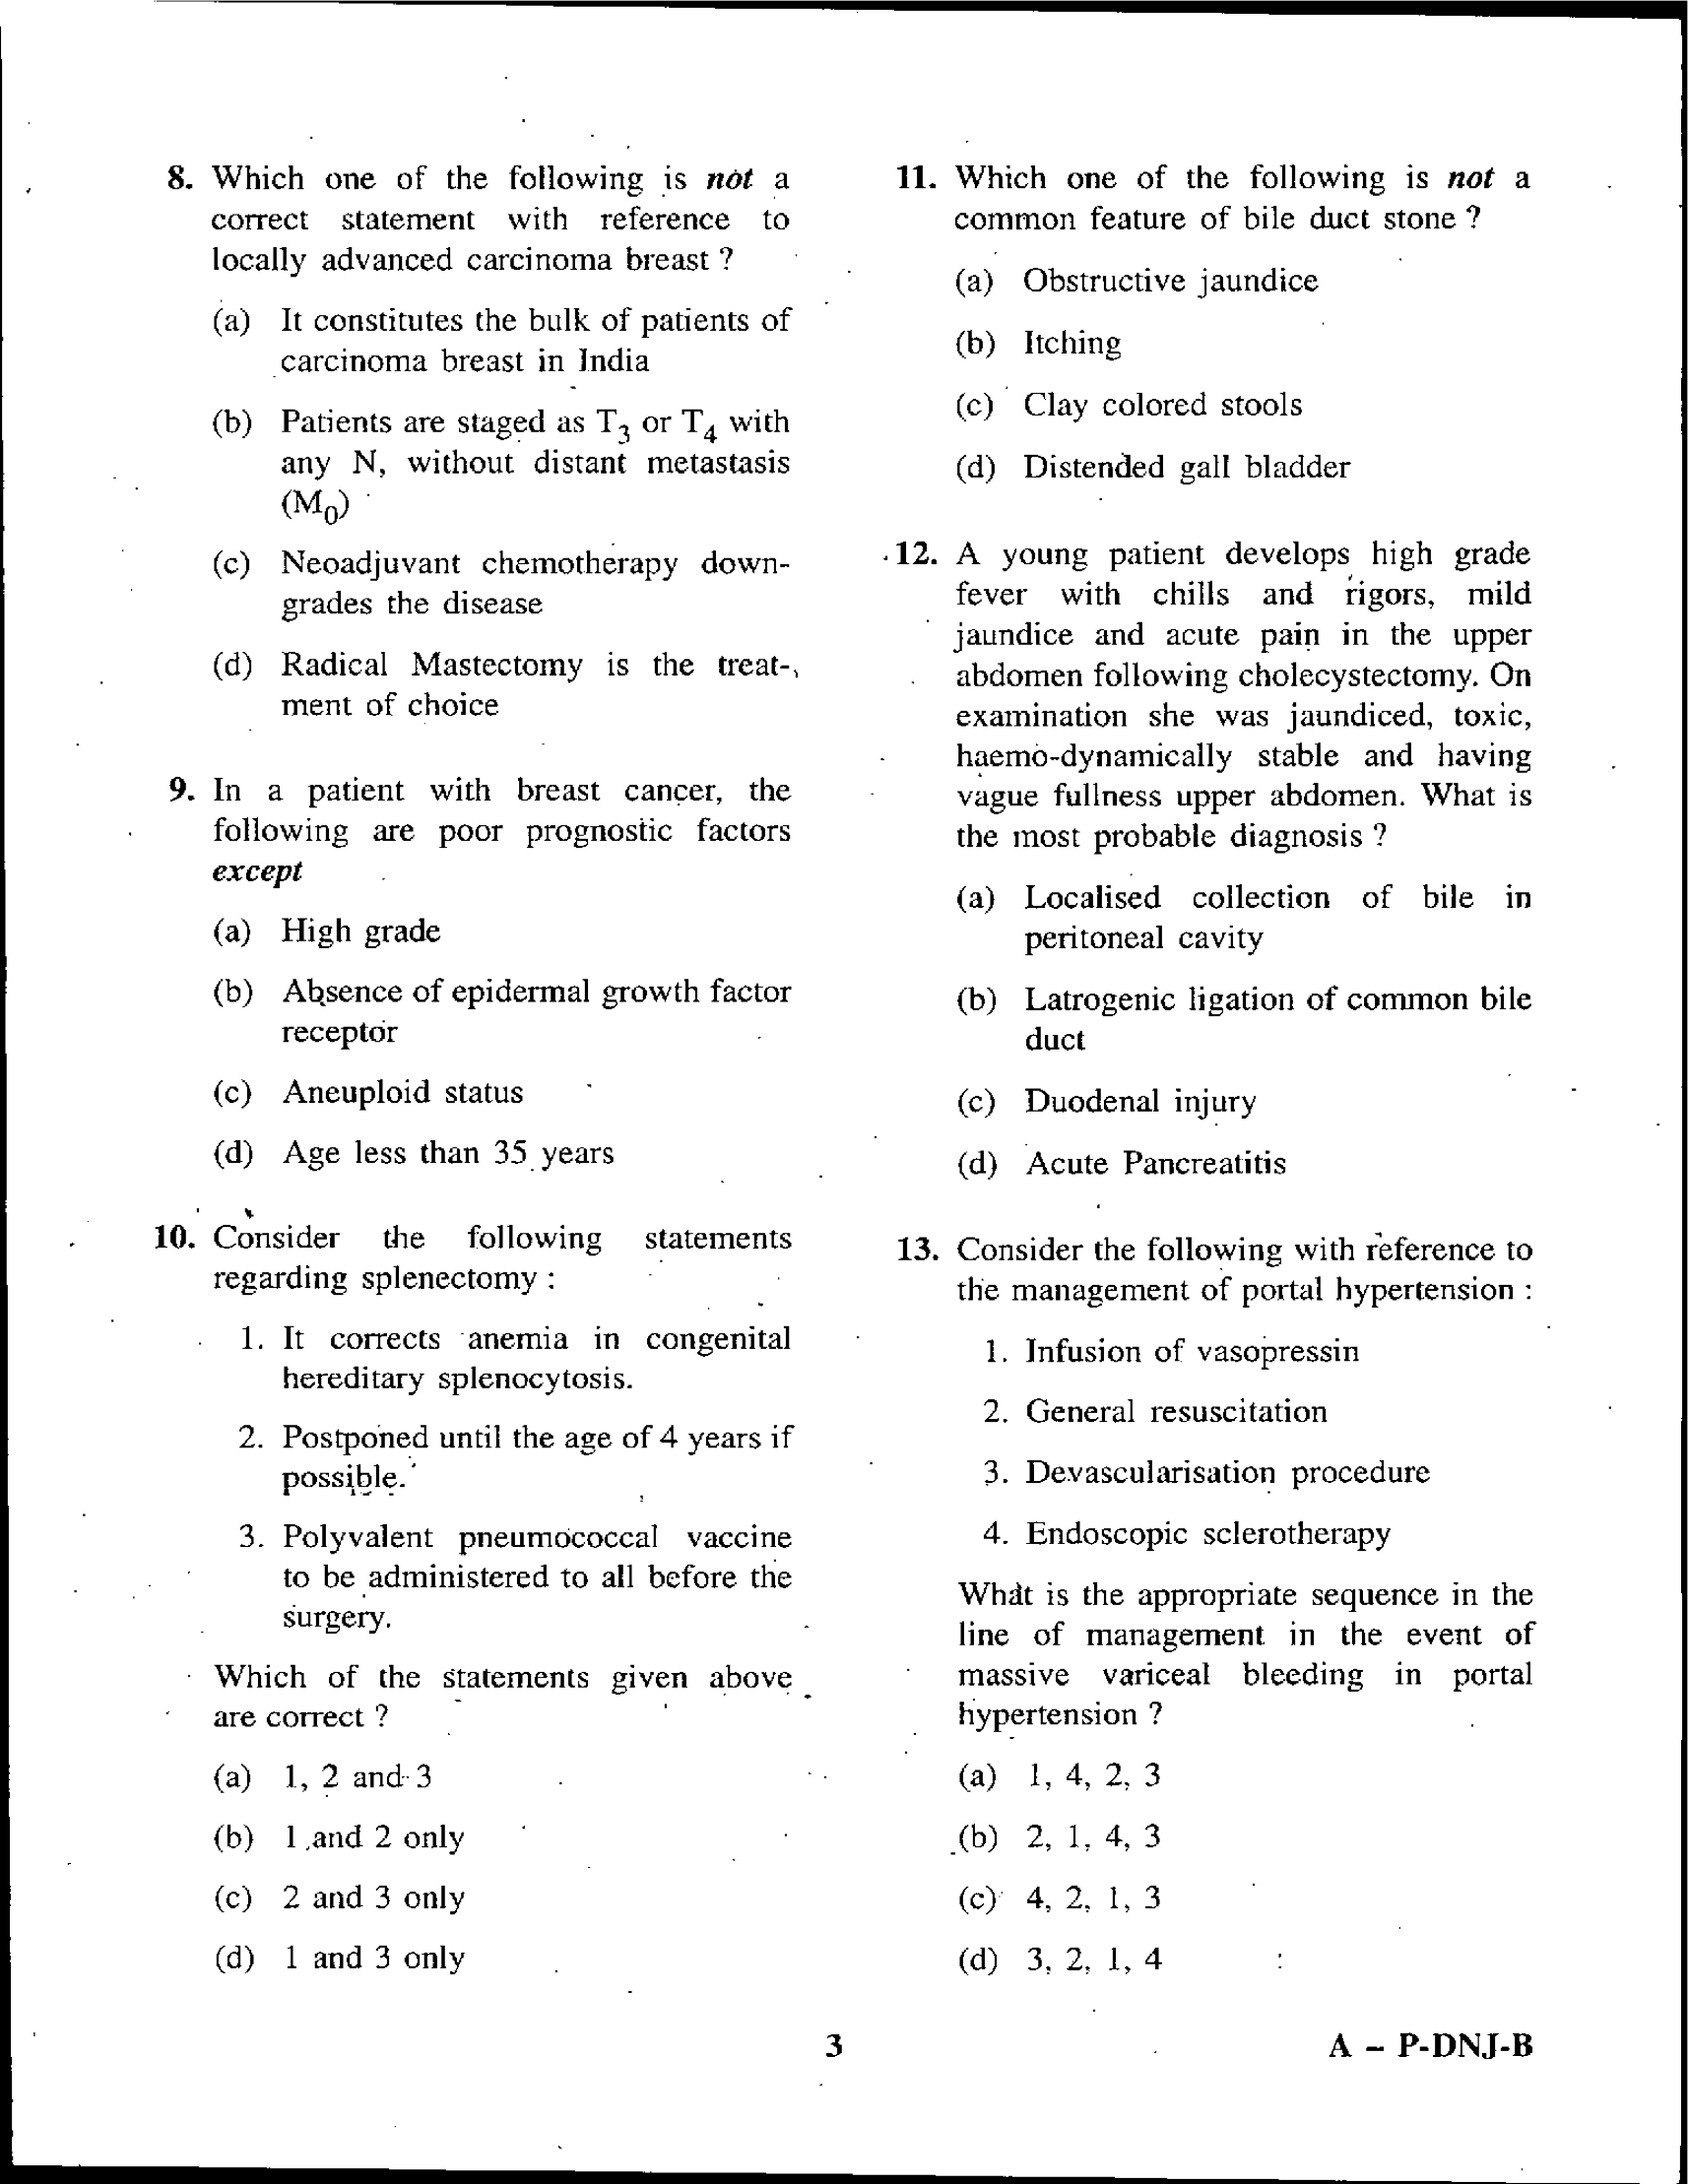 8. Which one of the following is not a
correct statement with reference to
locally advanced carcinoma breast ?
(a) It constitutes the bulk of patients of
carcinoma breast in India
(b) Patients are staged as T3 or T4 with
any N, without distant metastasis
(M0)
(c) Neoadjuvant chemotherapy down-
grades the disease
(d) Radical Mastectomy is the treat-
ment of choice
9. In a patient with breast cancer, the
following are poor prognostic factors
except
(a) High grade
(b) Absence of epidermal growth factor
receptor
(c) Aneuploid status
(d) Age less than 35 years
10. Consider the following statements
regarding splenectomy :
1. It corrects anemia in congenital
hereditary splenocytosis.
2. Postponed until the age of 4 years if
possible.
3. Polyvalent pneumococcal vaccine
to be administered to all before the
surgery.
Which of the statements given above
are correct ?
(a) 1, 2 and 3
(b) 1 and 2 only
(c) 2 and 3 only
(d) 1 and 3 only
11. Which one of the following is not a
common feature of bile duct stone ?
(a) Obstructive jaundice
(b) Itching
(c) Clay colored stools
(d) Distended gall bladder
12. A young patient develops high grade
fever with chills and rigors, mild
jaundice and acute pain in the upper
abdomen following cholecystectomy. On
examination she was jaundiced, toxic,
haemo-dynamically stable and having
vague fullness upper abdomen. What is
the most probable diagnosis ?
(a) Localised collection of bile in
peritoneal cavity
(b) Latrogenic ligation of common bile
duct
(c) Duodenal injury
(d) Acute Pancreatitis
13. Consider the following with reference to
the management of portal hypertension :
1. Infusion of vasopressin
2. General resuscitation
3. Devascularisation procedure
4. Endoscopic sclerotherapy
What is the appropriate sequence in the
line of management in the event of
massive variceal bleeding in portal
hypertension ?
(a) 1, 4, 2, 3
(b) 2, 1, 4, 3
(c) 4, 2, 1, 3
(d) 3, 2, 1, 4
3
A – P-DNJ-B